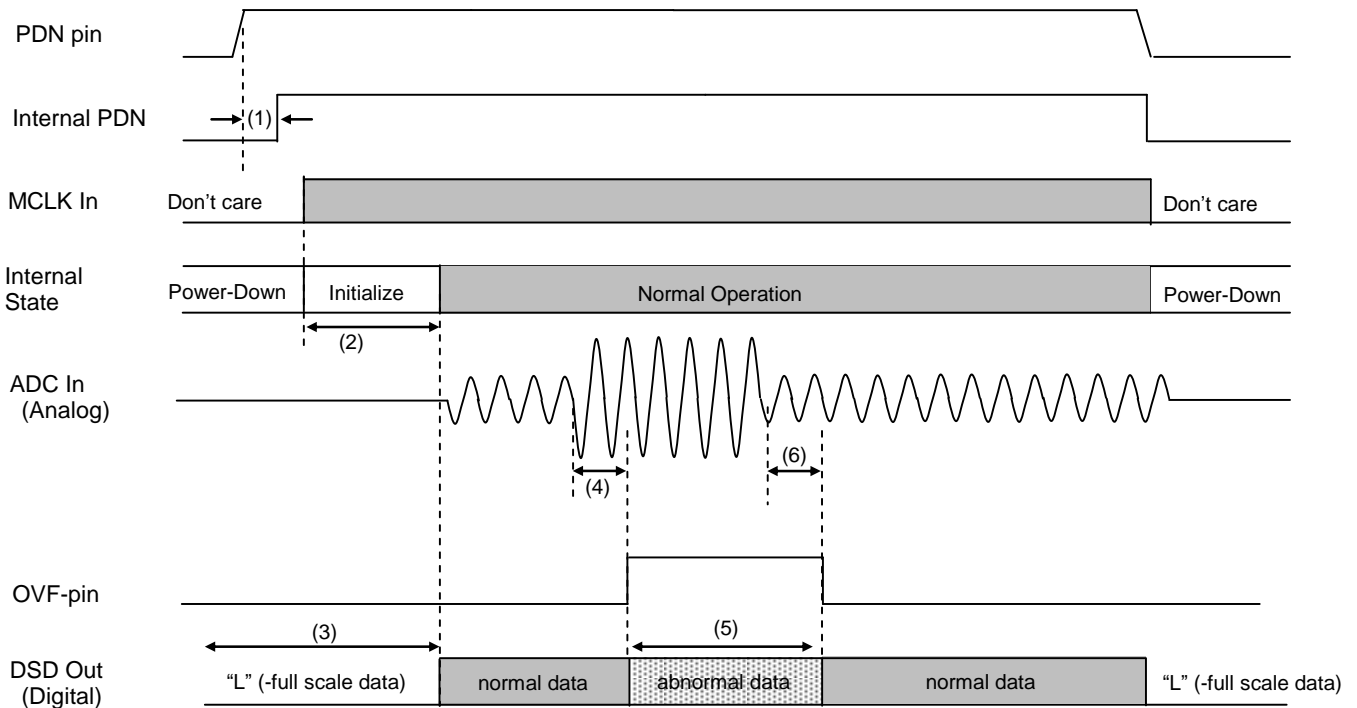 PDN pin
Internal PDN
(1)
MCLK In
Don't care
Don't care
Internal
State
Power-Down
Initialize
Normal Operation
Power-Down
(2)
ADC In
(Analog)
(4)
(6)
OVF-pin
(3)
(5)
DSD Out
(Digital)
“L” (-full scale data)
normal data
abnormal data
normal data
“L” (-full scale data)